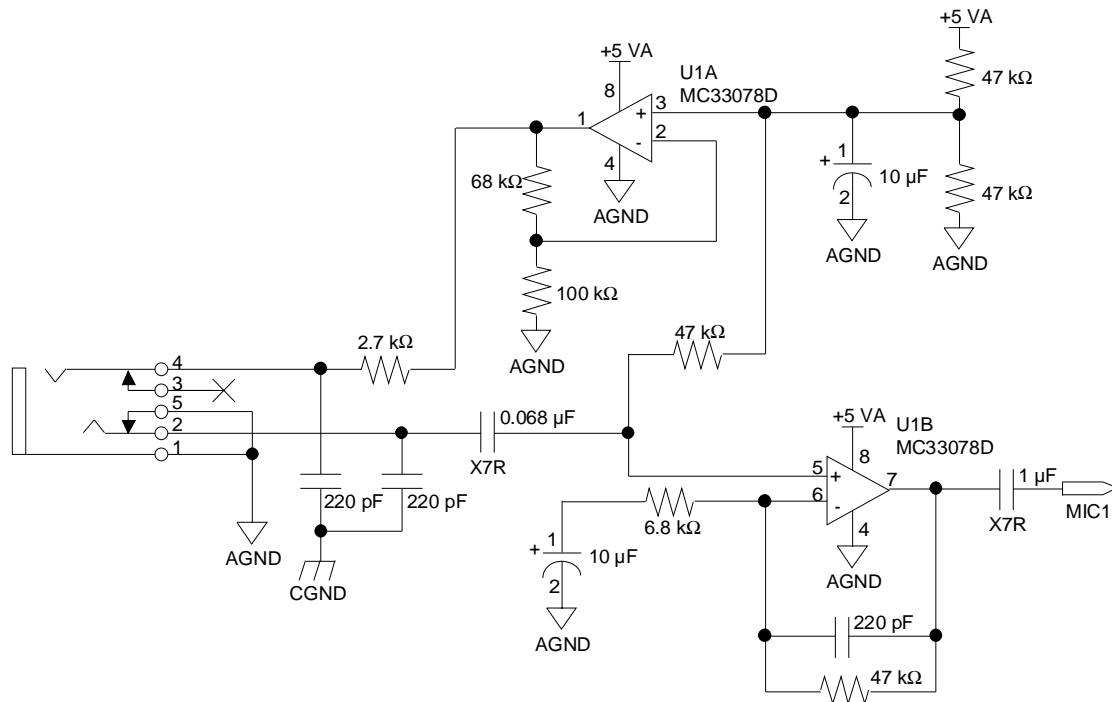 +5 VA
+5 VA
U1A
MC33078D
47 kΩ
8
1
+
3
-
2
4
AGND
68 kΩ
+
1
10 µF
2
AGND
47 kΩ
AGND
100 kΩ
AGND
2.7 kΩ
47 kΩ
4
3
5
2
1
0.068 µF
X7R
+5 VA
U1B
MC33078D
8
5
+
7
6
-
4
AGND
1 µF
X7R
MIC1
220 pF
220 pF
AGND
CGND
6.8 kΩ
+
1
10 µF
2
AGND
220 pF
47 kΩ